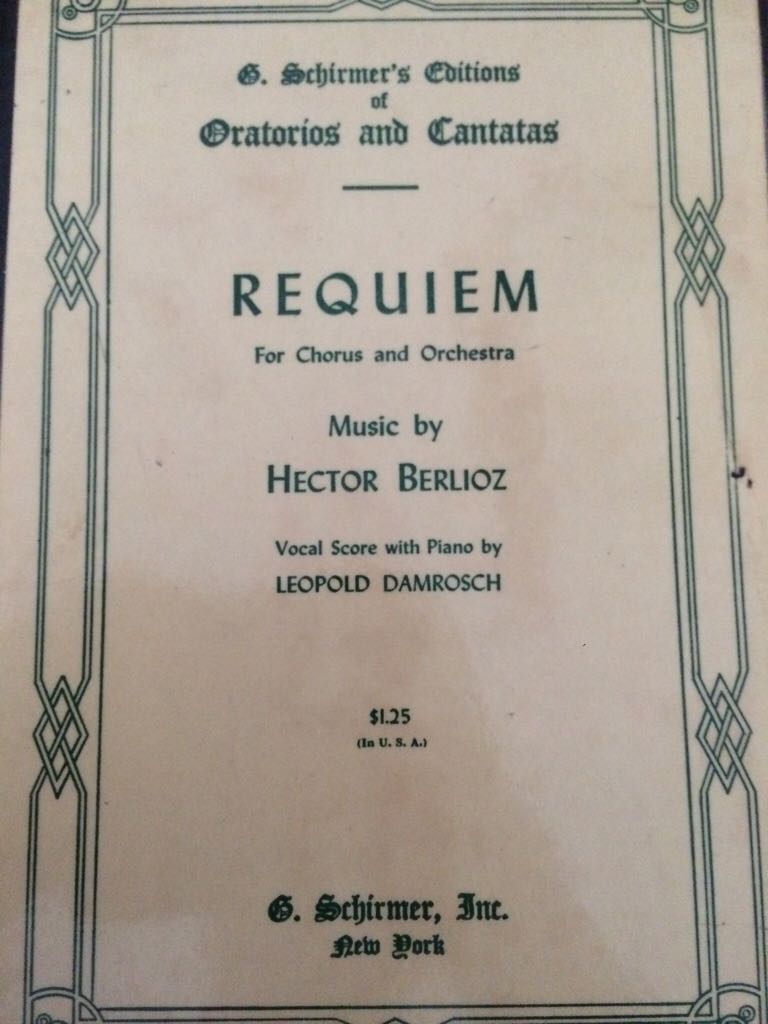 G. Schirmer's Editions
of
Oratorios and Cantatas
REQUIEM
For Chorus and Orchestra
Music by
HECTOR BERLIOZ
Vocal Score with Piano by
LEOPOLD DAMROSCH
$1.25
(In U. S. A.)
G. Schirmer, Inc.
New York